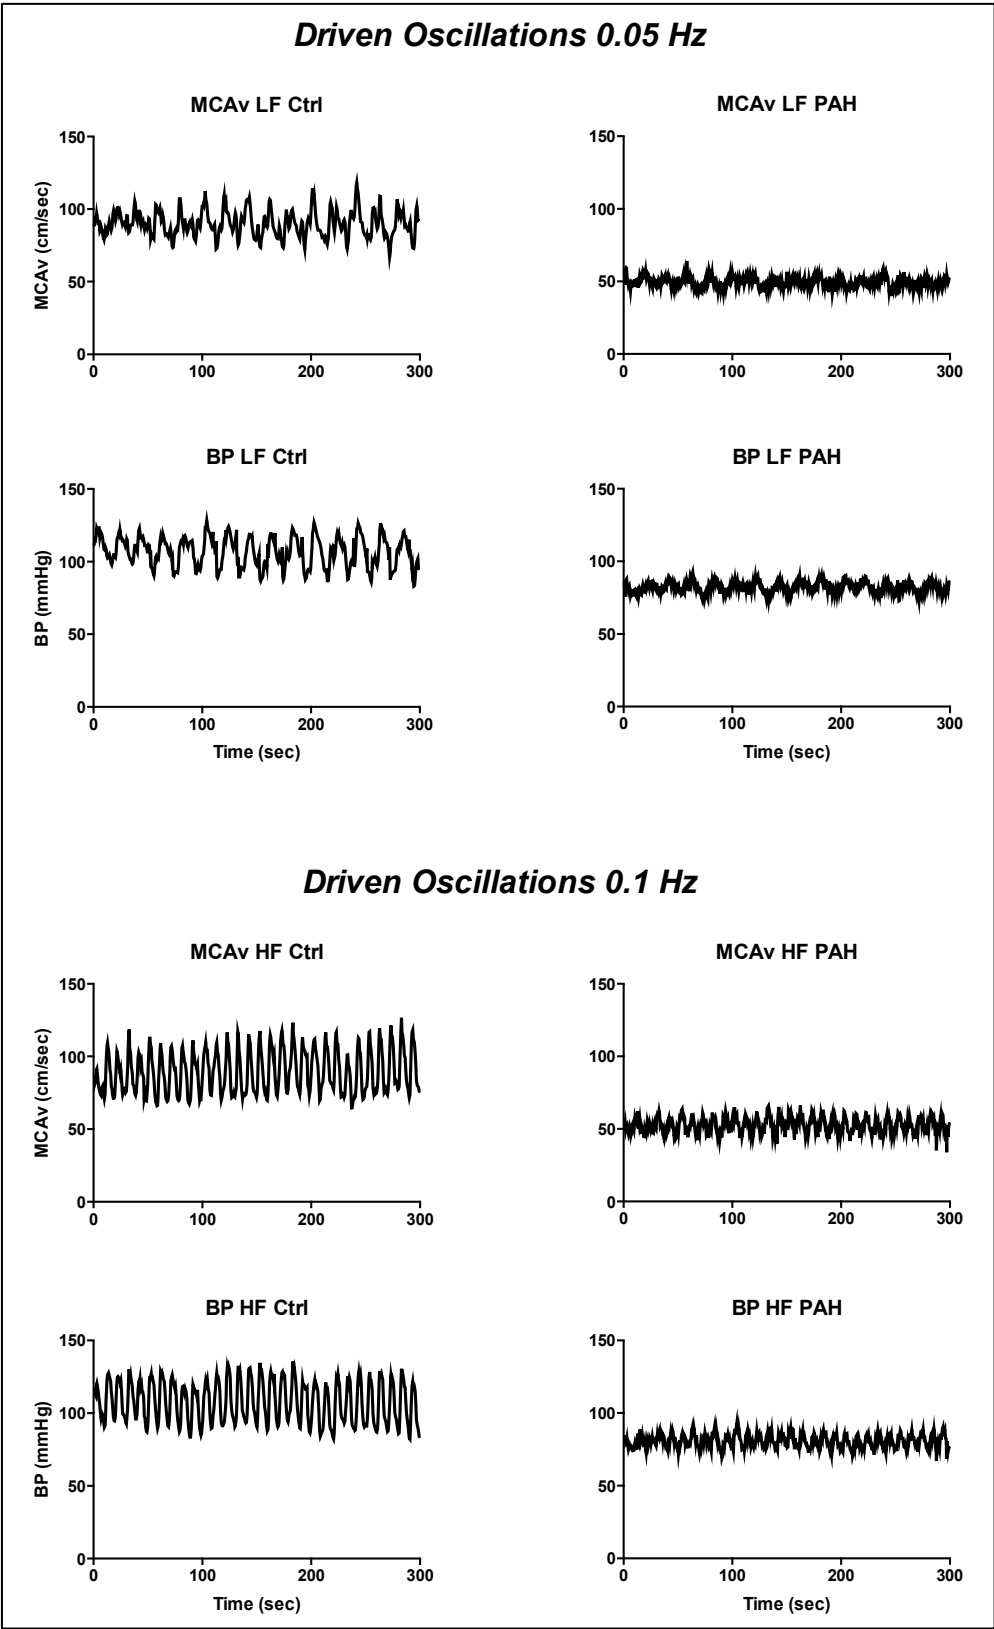 Driven Oscillations 0.05 Hz
MCAv LF Ctrl
MCAv (cm/sec)
150
100
50
0
0 100 200 300
MCAv LF PAH
150
100
50
0
0 100 200 300
BP LF Ctrl
BP (mmHg)
150
100
50
0
0 100 200 300
Time (sec)
BP LF PAH
150
100
50
0
0 100 200 300
Time (sec)
Driven Oscillations 0.1 Hz
MCAv HF Ctrl
MCAv (cm/sec)
150
100
50
0
0 100 200 300
MCAv HF PAH
150
100
50
0
0 100 200 300
BP HF Ctrl
BP (mmHg)
150
100
50
0
0 100 200 300
Time (sec)
BP HF PAH
150
100
50
0
0 100 200 300
Time (sec)